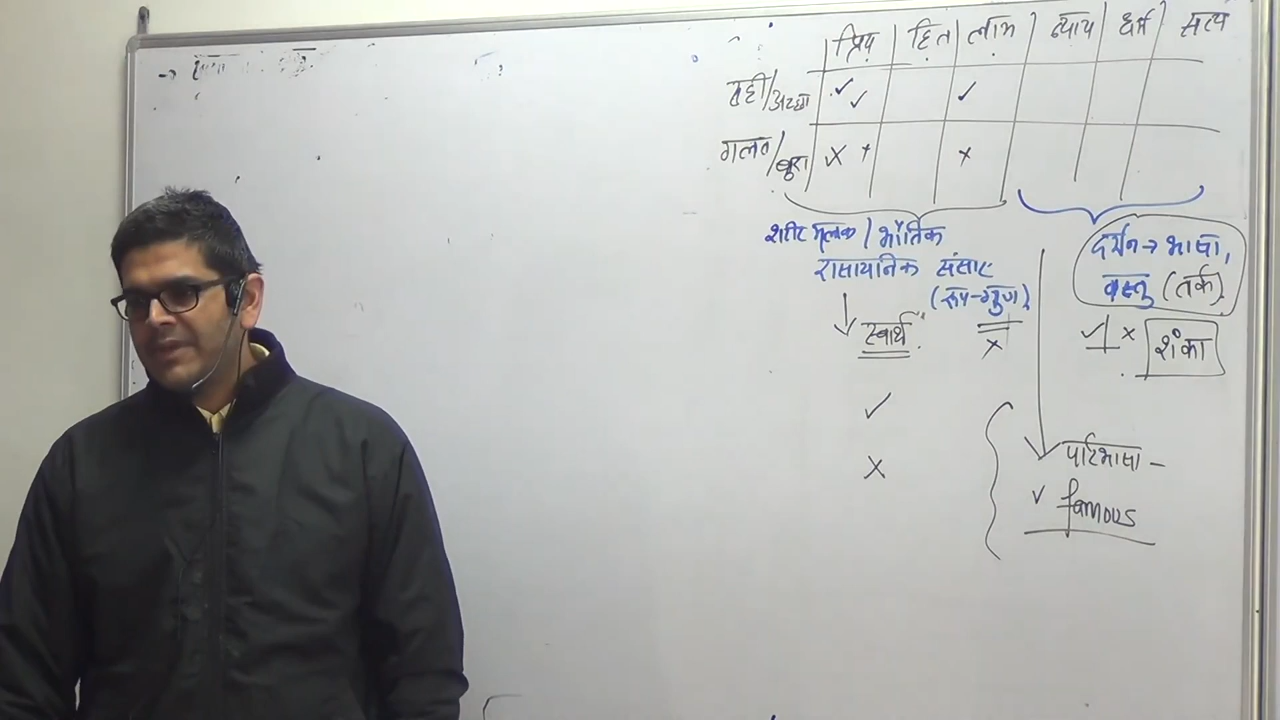 प्रिय हित लाभ न्याय धर्म सत्य
सही/अच्छा ✓ ✓ ✓
गलत/बुरा × × ×
शरीर मूलक / भौतिक
रासायनिक संसार
(रूप-गुण)
स्वार्थ
×
✓
×
दर्शन → भाषा,
वस्तु (तर्क)
✓ × शंका
परिभाषा -
✓ famous